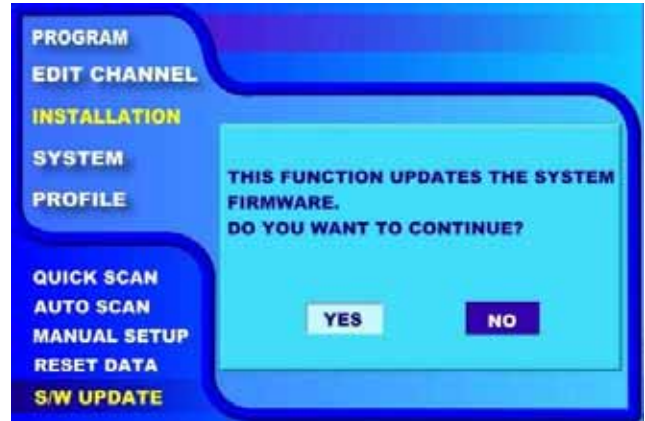 PROGRAM
EDIT CHANNEL
INSTALLATION
SYSTEM
PROFILE
THIS FUNCTION UPDATES THE SYSTEM
FIRMWARE.
DO YOU WANT TO CONTINUE?
YES NO
QUICK SCAN
AUTO SCAN
MANUAL SETUP
RESET DATA
S/W UPDATE